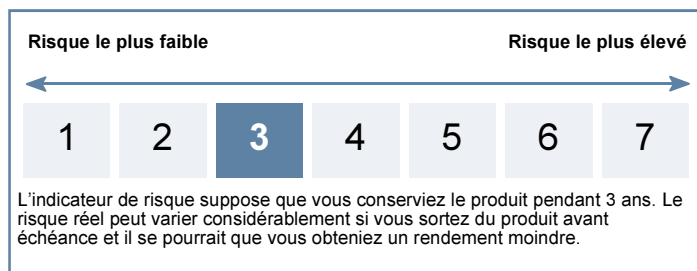 Risque le plus faible Risque le plus élevé
1 2 3 4 5 6 7
L'indicateur de risque suppose que vous conserviez le produit pendant 3 ans. Le
risque réel peut varier considérablement si vous sortez du produit avant
échéance et il se pourrait que vous obteniez un rendement moindre.